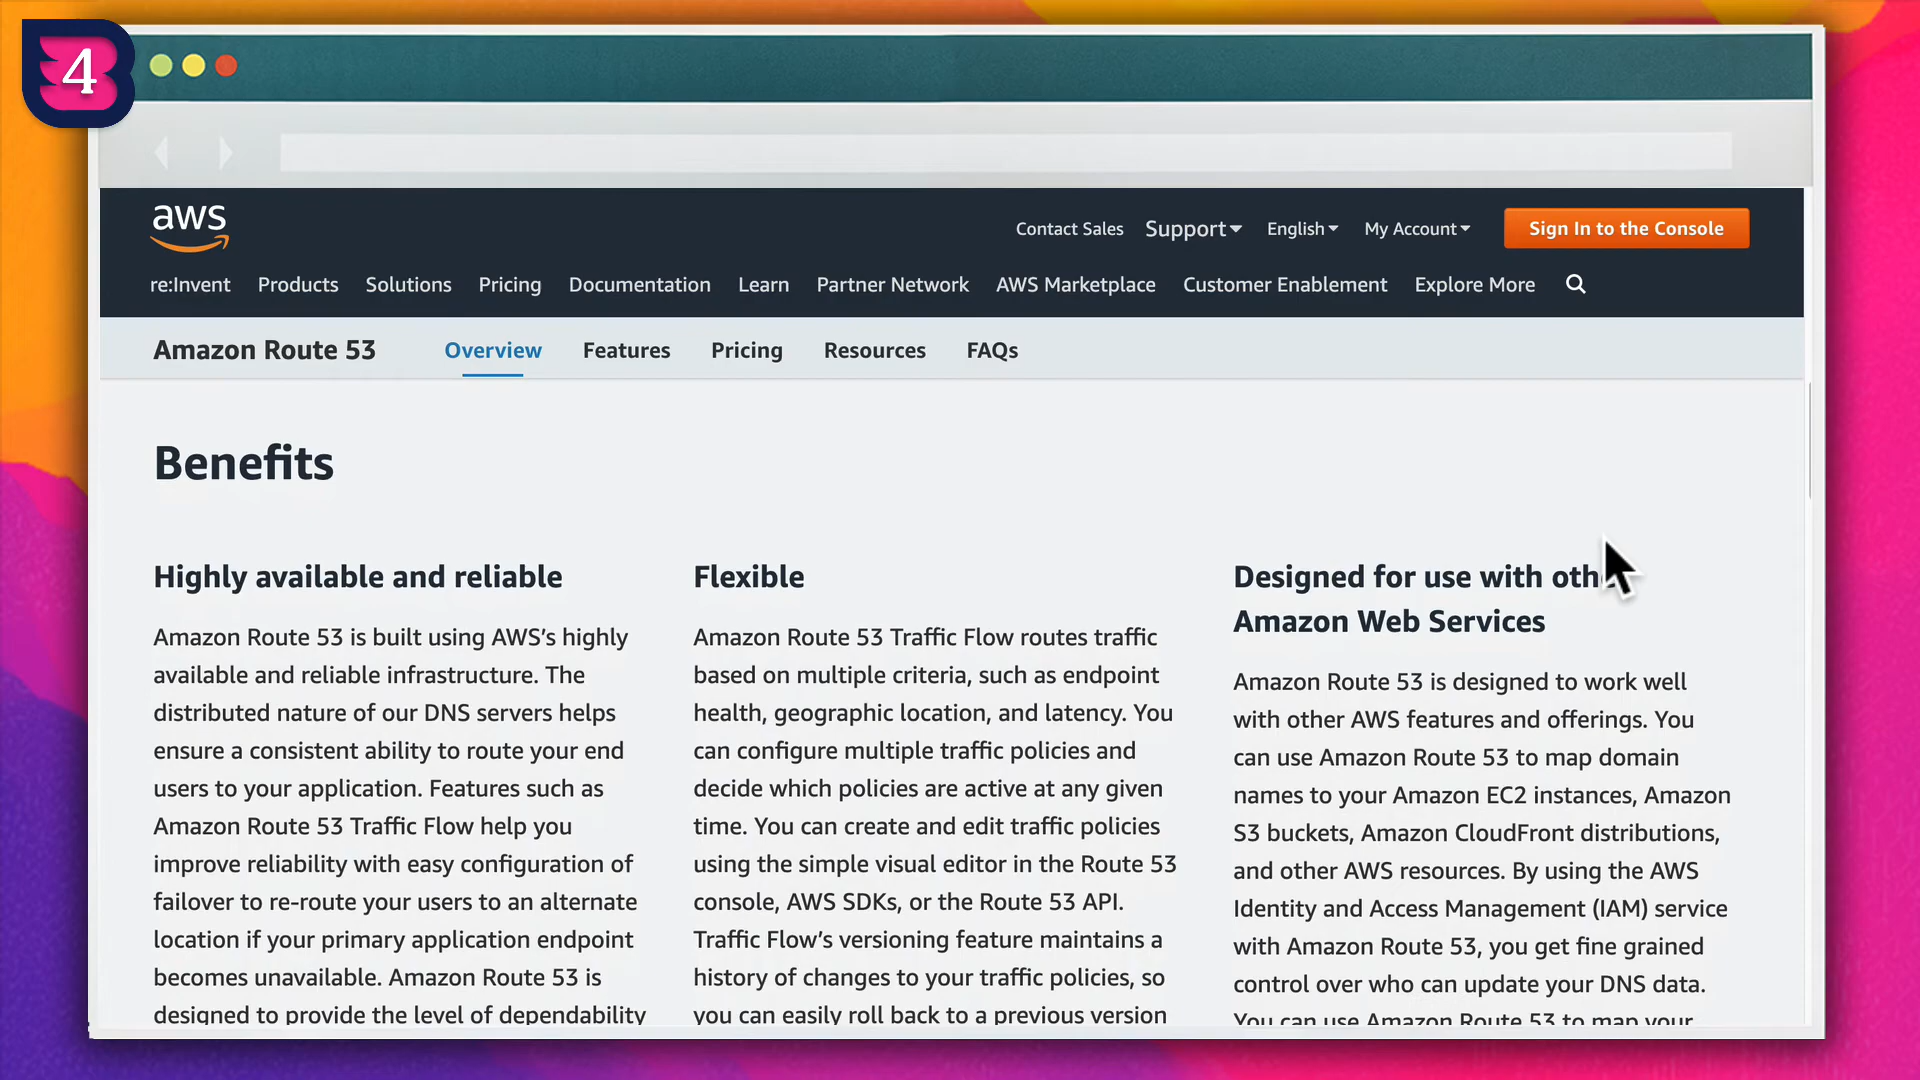 4
aws
Contact Sales Support English My Account Sign In to the Console
re:Invent Products Solutions Pricing Documentation Learn Partner Network AWS Marketplace Customer Enablement Explore More
Amazon Route 53 Overview Features Pricing Resources FAQs
Benefits
Highly available and reliable
Amazon Route 53 is built using AWS’s highly
available and reliable infrastructure. The
distributed nature of our DNS servers helps
ensure a consistent ability to route your end
users to your application. Features such as
Amazon Route 53 Traffic Flow help you
improve reliability with easy configuration of
failover to re-route your users to an alternate
location if your primary application endpoint
becomes unavailable. Amazon Route 53 is
designed to provide the level of dependability
Flexible
Amazon Route 53 Traffic Flow routes traffic
based on multiple criteria, such as endpoint
health, geographic location, and latency. You
can configure multiple traffic policies and
decide which policies are active at any given
time. You can create and edit traffic policies
using the simple visual editor in the Route 53
console, AWS SDKs, or the Route 53 API.
Traffic Flow’s versioning feature maintains a
history of changes to your traffic policies, so
you can easily roll back to a previous version
Designed for use with
Amazon Web Services
Amazon Route 53 is designed to work well
with other AWS features and offerings. You
can use Amazon Route 53 to map domain
names to your Amazon EC2 instances, Amazon
S3 buckets, Amazon CloudFront distributions,
and other AWS resources. By using the AWS
Identity and Access Management (IAM) service
with Amazon Route 53, you get fine grained
control over who can update your DNS data.
You can use Amazon Route 53 to map your